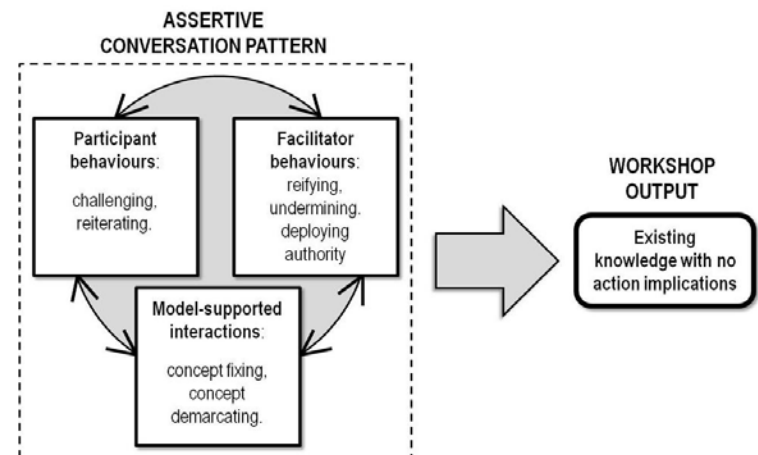 ASSERTIVE
CONVERSATION PATTERN
Participant
behaviours:
challenging,
reiterating.
Facilitator
behaviours:
reifying,
undermining.
deploying
authority
Model-supported
interactions:
concept fixing,
concept
demarcating.
WORKSHOP
OUTPUT
Existing
knowledge with no
action implications